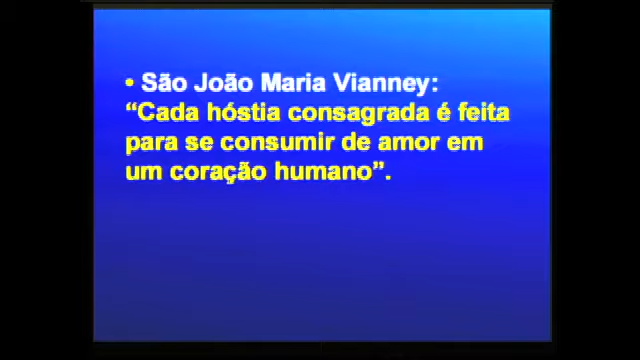 • São João Maria Vianney:
“Cada hóstia consagrada é feita
para se consumir de amor em
um coração humano”.